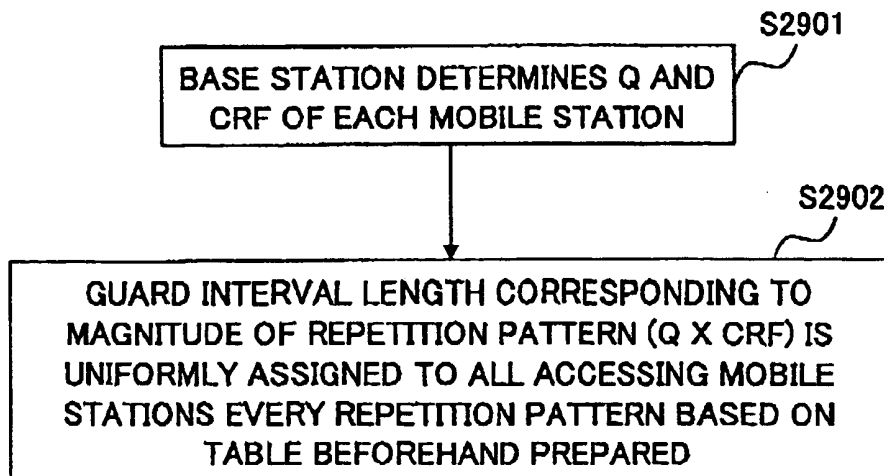 S2901
BASE STATION DETERMINES Q AND
CRF OF EACH MOBILE STATION
S2902
GUARD INTERVAL LENGTH CORRESPONDING TO
MAGNITUDE OF REPETITION PATTERN (Q X CRF) IS
UNIFORMLY ASSIGNED TO ALL ACCESSING MOBILE
STATIONS EVERY REPETITION PATTERN BASED ON
TABLE BEFOREHAND PREPARED